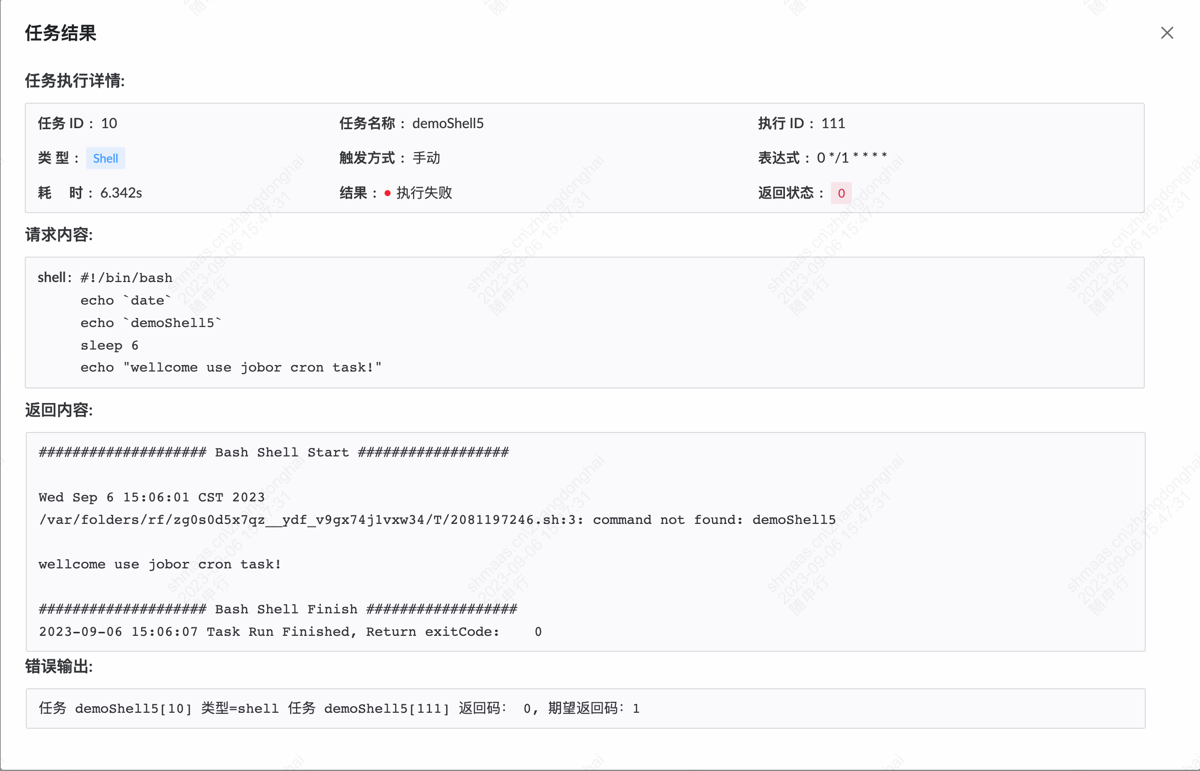 任务结果
任务执行详情:
任务 ID： 10 任务名称： demoShell5 执行 ID： 111
类 型： Shell 触发方式： 手动 表达式： 0 */1 * * * *
耗 时： 6.342s 结果： 执行失败 返回状态： 0
请求内容:
shell: #!/bin/bash
echo `date`
echo `demoShell5`
sleep 6
echo "wellcome use jobor cron task!"
返回内容:
#################### Bash Shell Start ##################
Wed Sep 6 15:06:01 CST 2023
/var/folders/rf/zg0s0d5x7qz__ydf_v9gx74j1vxw34/T/2081197246.sh:3: command not found: demoShell5
wellcome use jobor cron task!
#################### Bash Shell Finish ##################
2023-09-06 15:06:07 Task Run Finished, Return exitCode: 0
错误输出:
任务 demoShell5[10] 类型=shell 任务 demoShell5[111] 返回码： 0, 期望返回码：1
shmaas.cn\zhangdonghai
2023-09-06 15:47:31
随申行